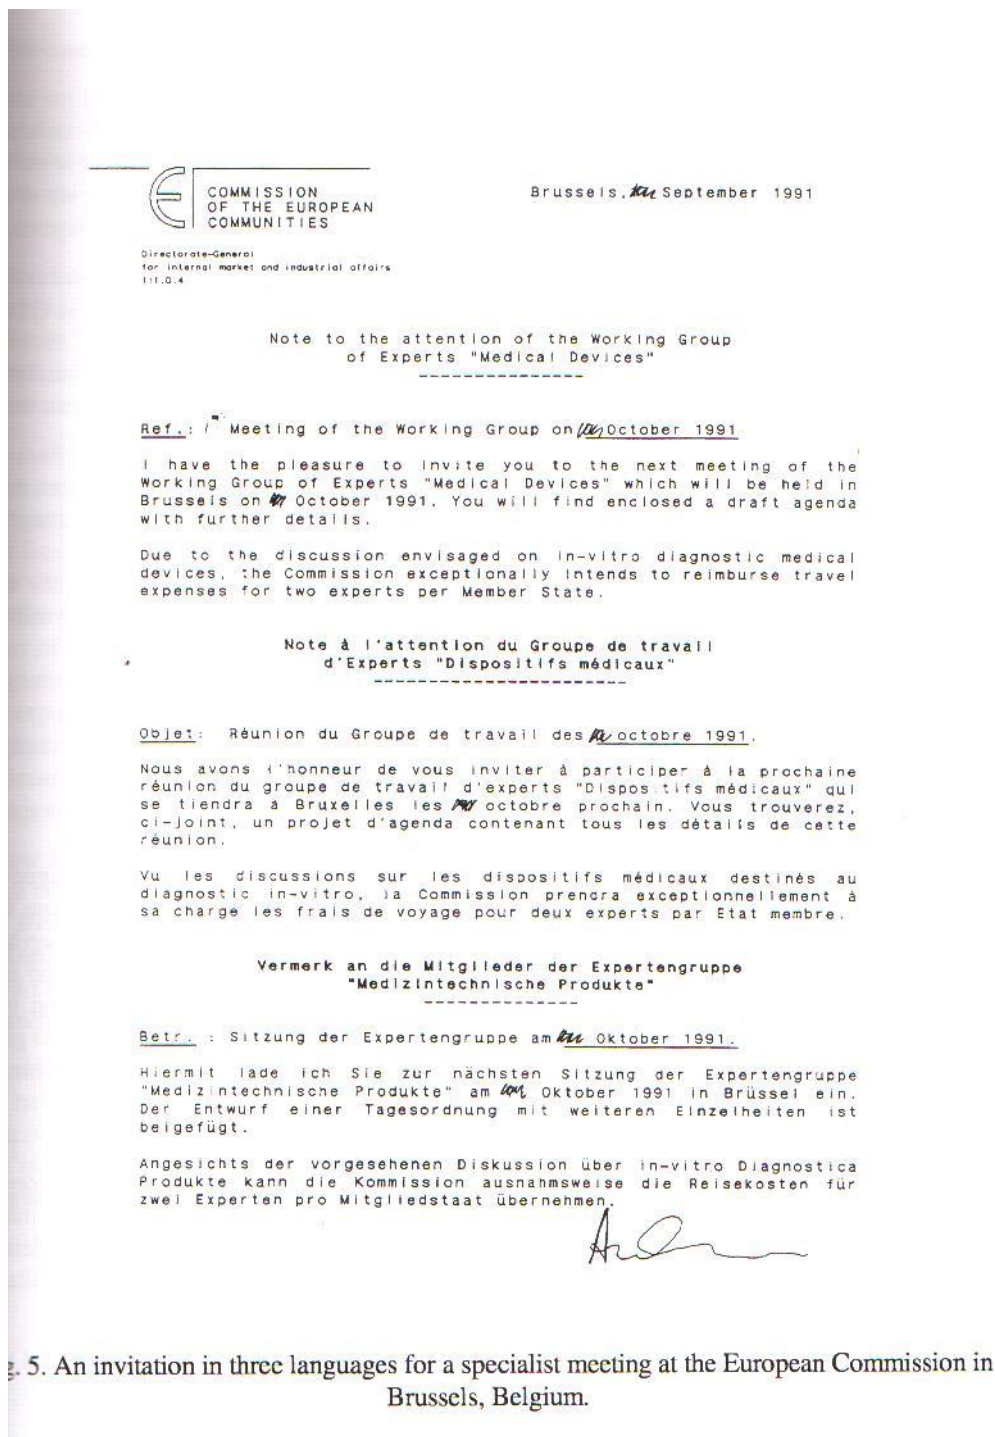 COMMISSION
OF THE EUROPEAN
COMMUNITIES
Brussels, September 1991
Directorate-General
for internal market and industrial affairs
III.D.4
Note to the attention of the Working Group
of Experts "Medical Devices"
Ref.: Meeting of the Working Group on October 1991
I have the pleasure to invite you to the next meeting of the
Working Group of Experts "Medical Devices" which will be held in
Brussels on October 1991. You will find enclosed a draft agenda
with further details.
Due to the discussion envisaged on in-vitro diagnostic medical
devices, the Commission exceptionally intends to reimburse travel
expenses for two experts per Member State.
Note à l'attention du Groupe de travail
d'Experts "Dispositifs médicaux"
Objet: Réunion du Groupe de travail des octobre 1991.
Nous avons l'honneur de vous inviter à participer à la prochaine
réunion du groupe de travail d'experts "Dispositifs médicaux" qui
se tiendra à Bruxelles les octobre prochain. Vous trouverez,
ci-joint, un projet d'agenda contenant tous les détails de cette
réunion.
Vu les discussions sur les dispositifs médicaux destinés au
diagnostic in-vitro, la Commission prendra exceptionnellement à
sa charge les frais de voyage pour deux experts par Etat membre.
Vermerk an die Mitglieder der Expertengruppe
"Medizintechnische Produkte"
Betr. : Sitzung der Expertengruppe am Oktober 1991.
Hiermit lade ich Sie zur nächsten Sitzung der Expertengruppe
"Medizintechnische Produkte" am Oktober 1991 in Brüssel ein.
Der Entwurf einer Tagesordnung mit weiteren Einzelheiten ist
beigefügt.
Angesichts der vorgesehenen Diskussion über in-vitro Diagnostica
Produkte kann die Kommission ausnahmsweise die Reisekosten für
zwei Experten pro Mitgliedstaat übernehmen.
5. An invitation in three languages for a specialist meeting at the European Commission in
Brussels, Belgium.